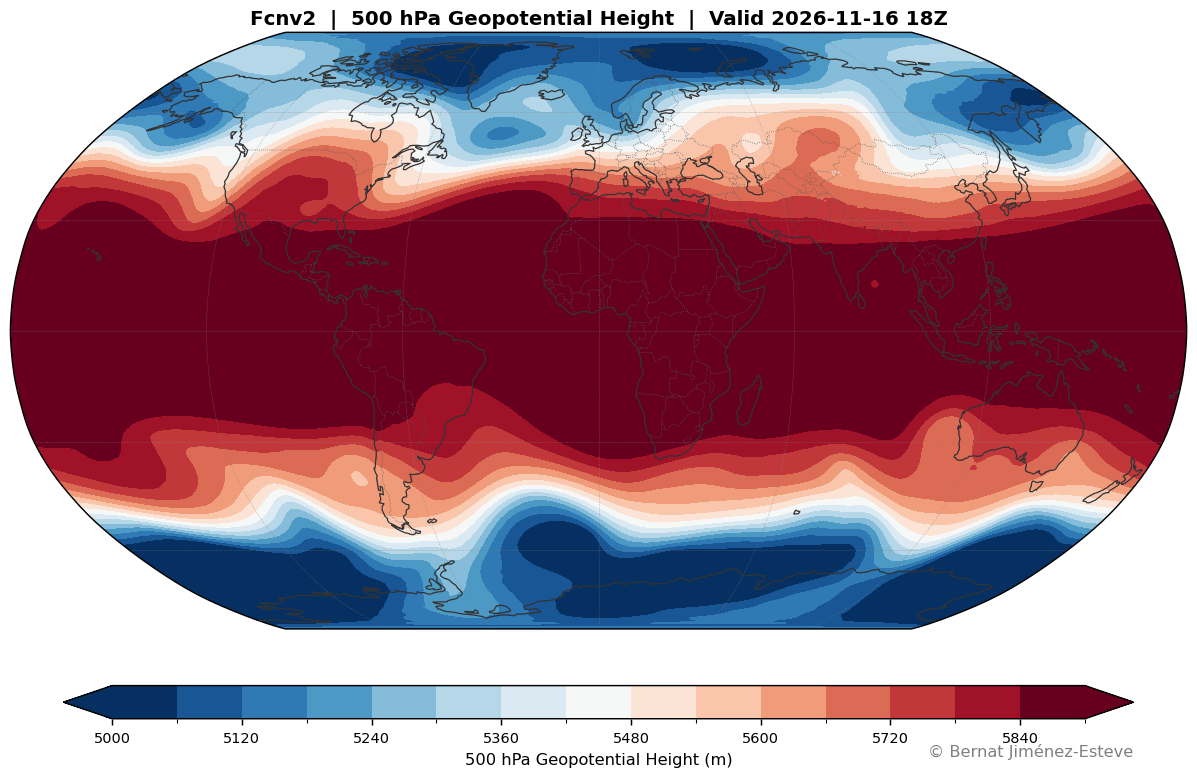 Fcnv2 | 500 hPa Geopotential Height | Valid 2026-11-16 18Z
5000 5120 5240 5360 5480 5600 5720 5840
500 hPa Geopotential Height (m)
© Bernat Jiménez-Esteve